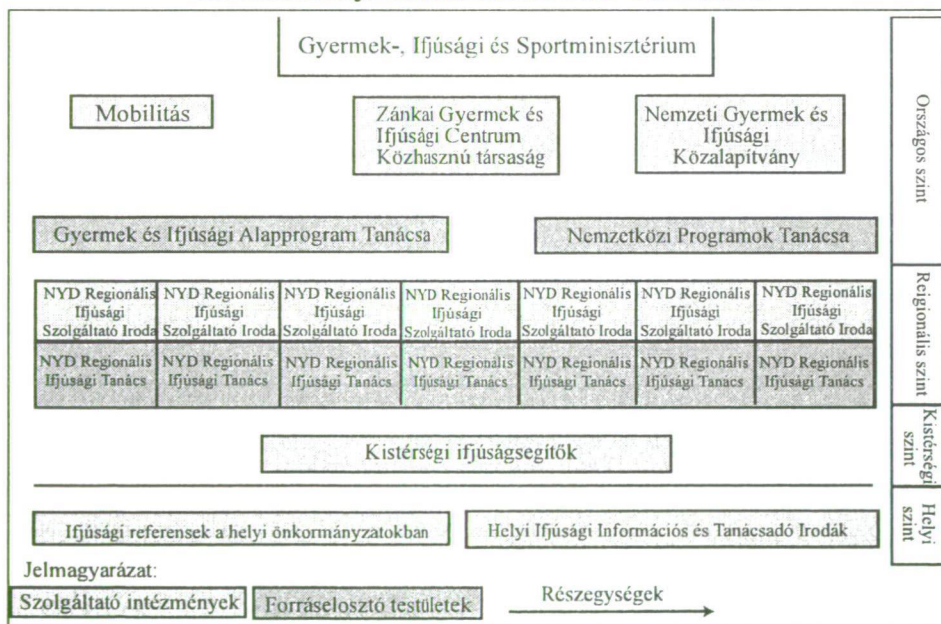 Gyermek-, Ifjúsági és Sportminisztérium
Mobilitás
Zánkai Gyermek és
Ifjúsági Centrum
Közhasznú társaság
Nemzeti Gyermek és
Ifjúsági
Közalapítvány
Országos szint
Gyermek és Ifjúsági Alapprogram Tanácsa
Nemzetközi Programok Tanácsa
NYD Regionális
Ifjúsági
Szolgáltató Iroda
NYD Regionális
Ifjúsági
Szolgáltató Iroda
NYD Regionális
Ifjúsági
Szolgáltató Iroda
NYD Regionális
Ifjúsági
Szolgáltató Iroda
NYD Regionális
Ifjúsági
Szolgáltató Iroda
NYD Regionális
Ifjúsági
Szolgáltató Iroda
NYD Regionális
Ifjúsági
Szolgáltató Iroda
NYD Regionális
Ifjúsági Tanács
NYD Regionális
Ifjúsági Tanács
NYD Regionális
Ifjúsági Tanács
NYD Regionális
Ifjúsági Tanács
NYD Regionális
Ifjúsági Tanács
NYD Regionális
Ifjúsági Tanács
NYD Regionális
Ifjúsági Tanács
Reigionális szint
Kistérségi ifjúságsegítők
Kistérségi
szint
Ifjúsági referensek a helyi önkormányzatokban
Helyi Ifjúsági Információs és Tanácsadó Irodák
Helyi
szint
Jelmagyarázat:
Szolgáltató intézmények
Forráselosztó testületek
Részegységek